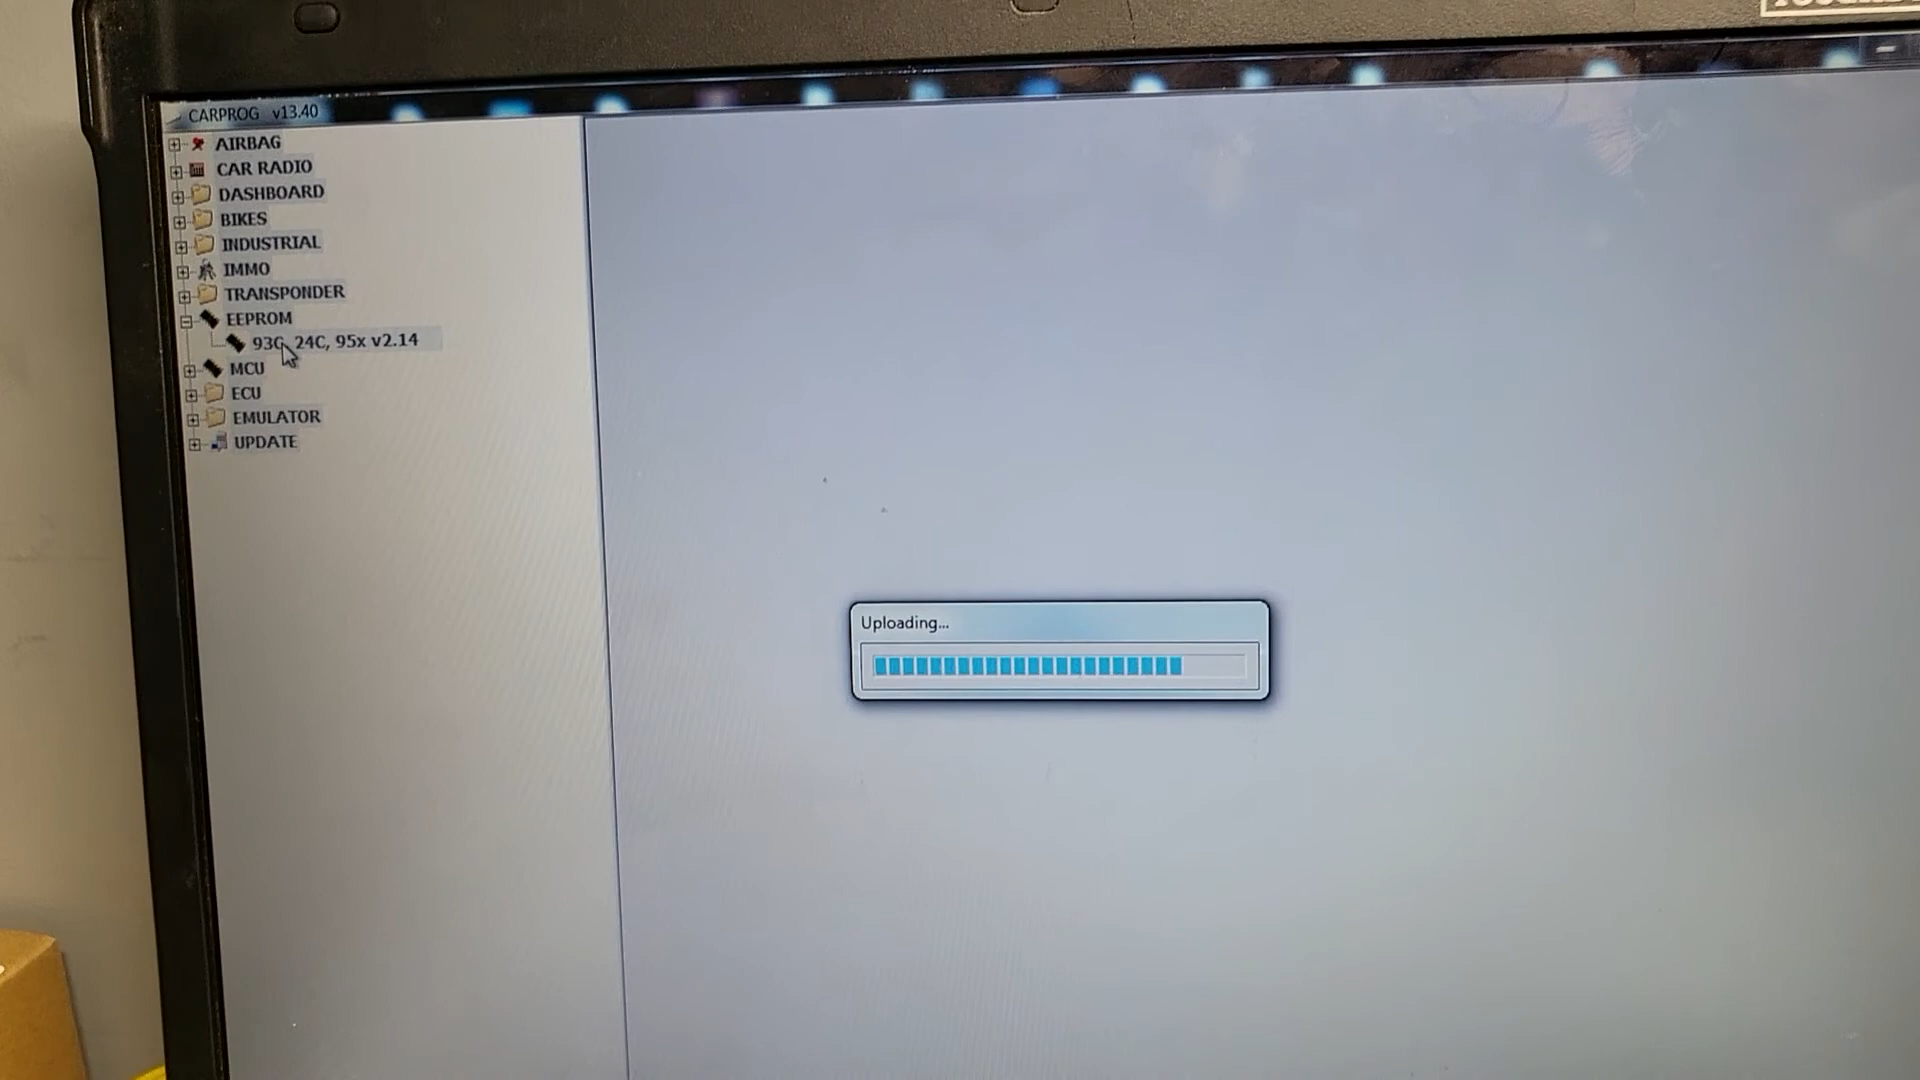 CARPROG v13.40
AIRBAG
CAR RADIO
DASHBOARD
BIKES
INDUSTRIAL
IMMO
TRANSPONDER
EEPROM
93C, 24C, 95x v2.14
MCU
ECU
EMULATOR
UPDATE
Uploading...